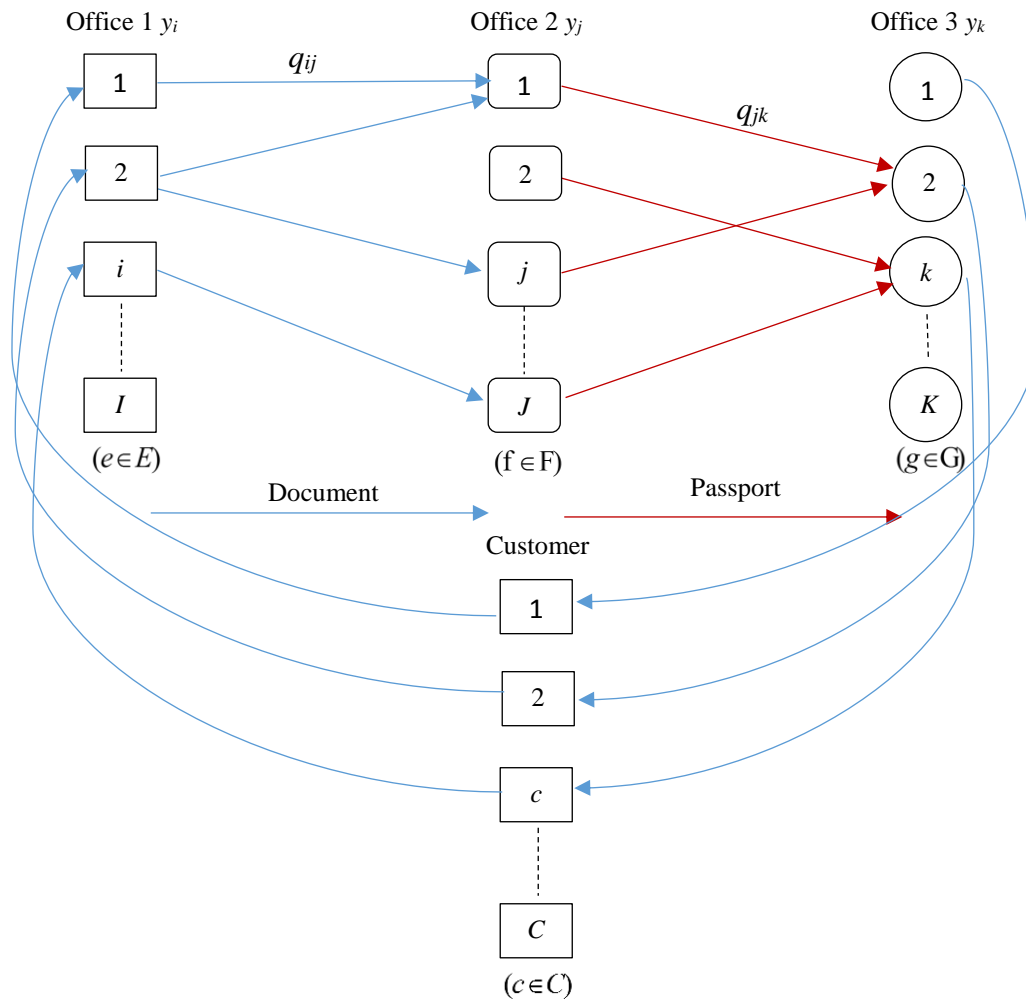 Office 1 yi
Office 2 yj
Office 3 yk
qij
qjk
1
1
1
2
2
2
i
j
k
I
J
K
(e∈E)
(f ∈F)
(g∈G)
Document
Passport
Customer
1
2
c
C
(c∈C)